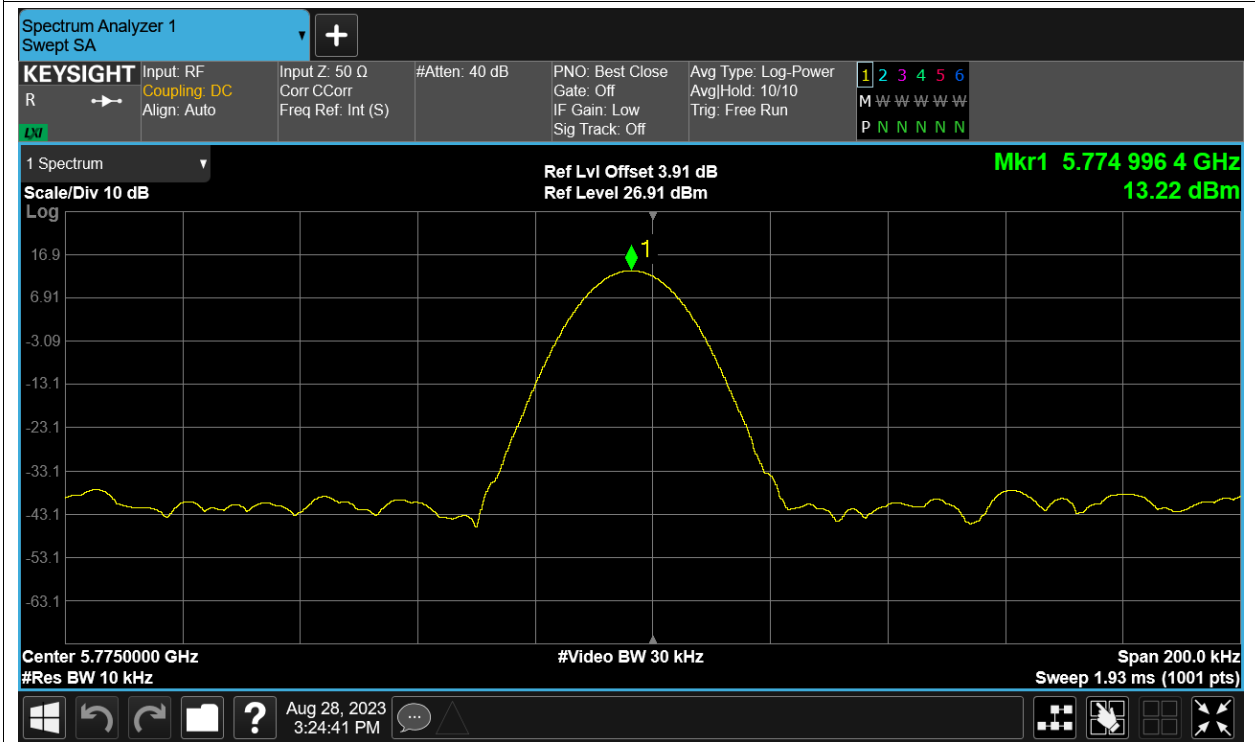 Spectrum Analyzer 1
Swept SA
KEYSIGHT
R
LXI
Input: RF
Coupling: DC
Align: Auto
Input Z: 50 Ω
Corr CCorr
Freq Ref: Int (S)
#Atten: 40 dB
PNO: Best Close
Gate: Off
IF Gain: Low
Sig Track: Off
Avg Type: Log-Power
Avg|Hold: 10/10
Trig: Free Run
1 2 3 4 5 6
M W W W W W
P N N N N N
1 Spectrum
Scale/Div 10 dB
Ref Lvl Offset 3.91 dB
Ref Level 26.91 dBm
Mkr1 5.774 996 4 GHz
13.22 dBm
Log
1
16.9
6.91
-3.09
-13.1
-23.1
-33.1
-43.1
-53.1
-63.1
Center 5.7750000 GHz
#Video BW 30 kHz
Span 200.0 kHz
#Res BW 10 kHz
Sweep 1.93 ms (1001 pts)
?
Aug 28, 2023
3:24:41 PM